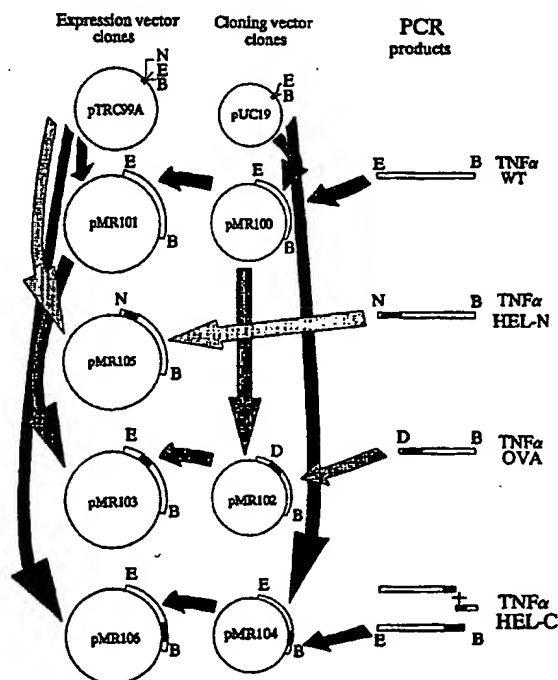 Expression vector
clones
Cloning vector
clones
PCR
products
N
E
B
pTRC99A
E
B
pUC19
E
B
pMR101
E
B
pMR100
E
B
TNFα
WT
N
B
pMR105
N
B
TNFα
HEL-N
E
B
pMR103
D
B
pMR102
D
B
TNFα
OVA
E
B
pMR106
E
B
pMR104
+
E
B
TNFα
HEL-C